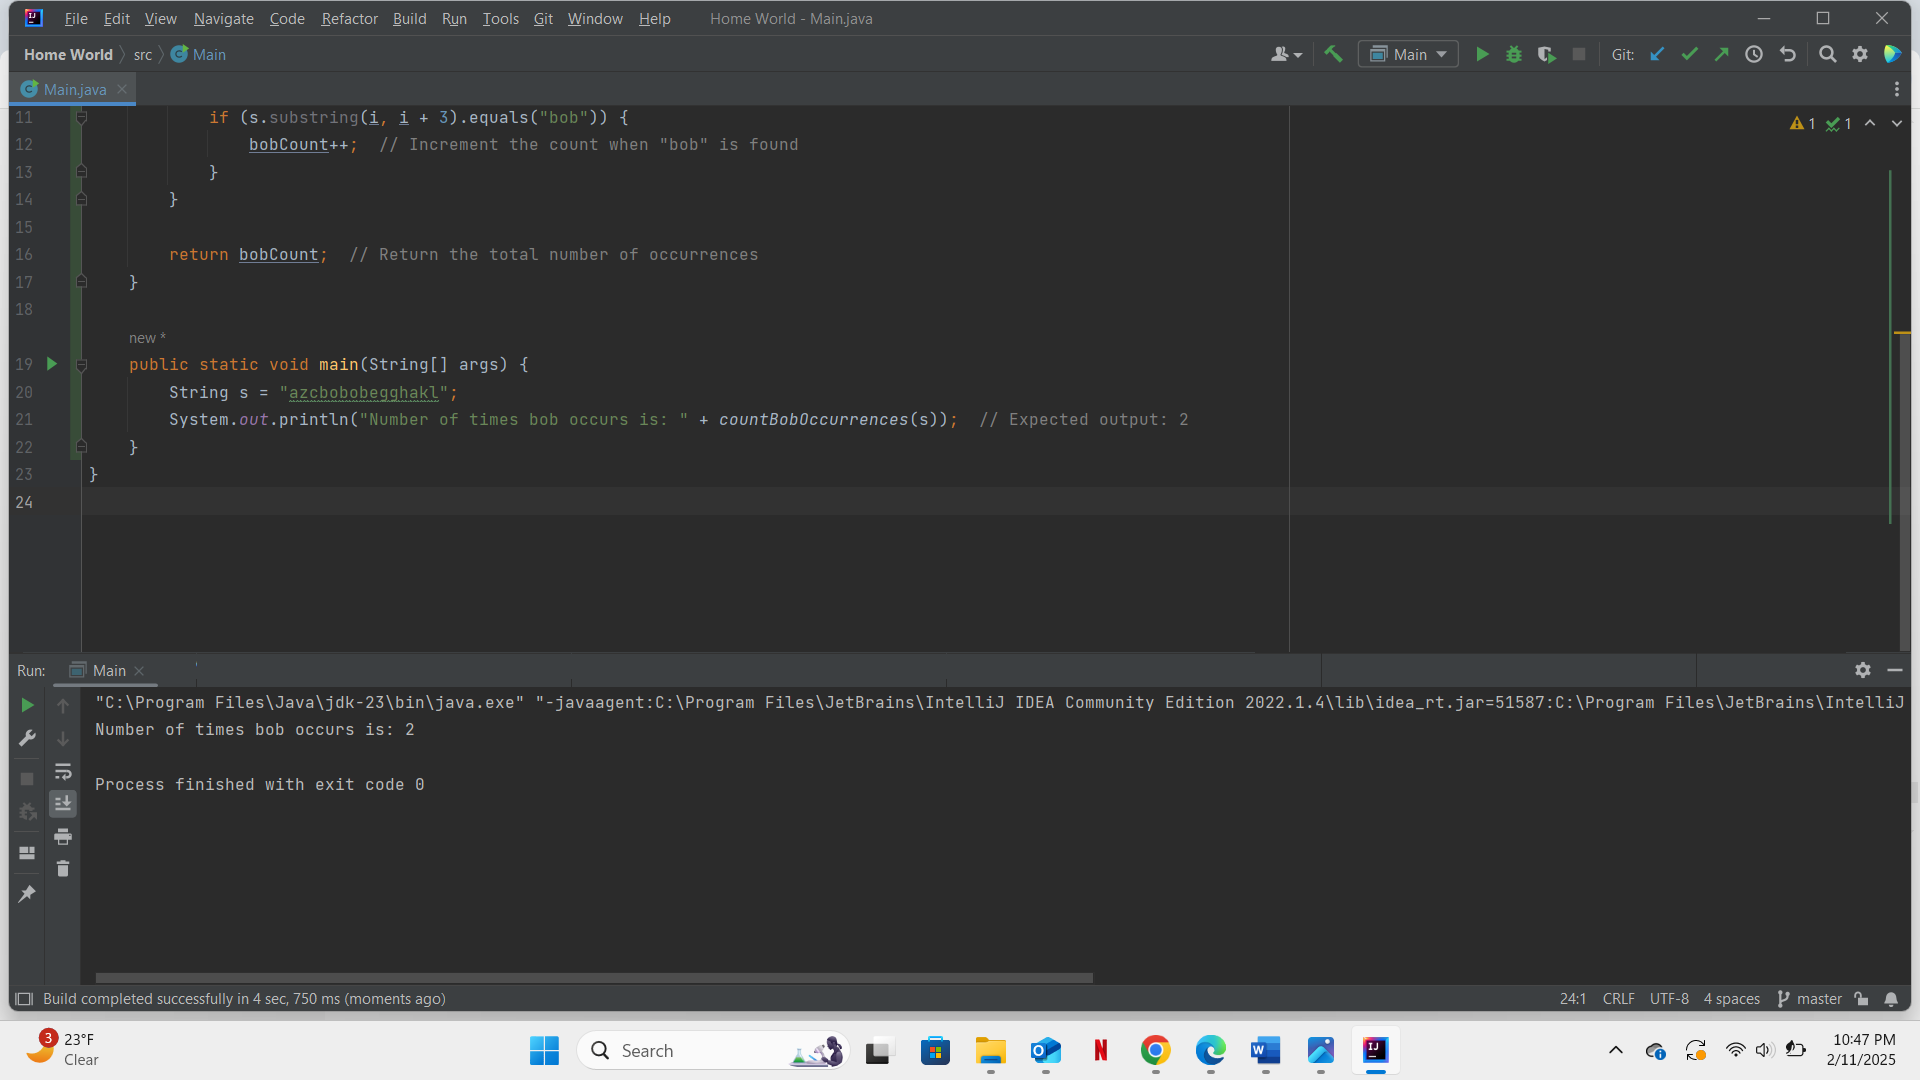 File Edit View Navigate Code Refactor Build Run Tools Git Window Help Home World - Main.java
Home World src Main Main Git:
Main.java
11 if (s.substring(i, i + 3).equals("bob")) { 1 1
12 bobCount++; // Increment the count when "bob" is found
13 }
14 }
15
16 return bobCount; // Return the total number of occurrences
17 }
18
new *
19 public static void main(String[] args) {
20 String s = "azcbobobegghakl";
21 System.out.println("Number of times bob occurs is: " + countBobOccurrences(s)); // Expected output: 2
22 }
23 }
24
Run: Main
"C:\Program Files\Java\jdk-23\bin\java.exe" "-javaagent:C:\Program Files\JetBrains\IntelliJ IDEA Community Edition 2022.1.4\lib\idea_rt.jar=51587:C:\Program Files\JetBrains\IntelliJ
Number of times bob occurs is: 2
Process finished with exit code 0
Build completed successfully in 4 sec, 750 ms (moments ago) 24:1 CRLF UTF-8 4 spaces master
3 23°F
Clear
Search
10:47 PM
2/11/2025